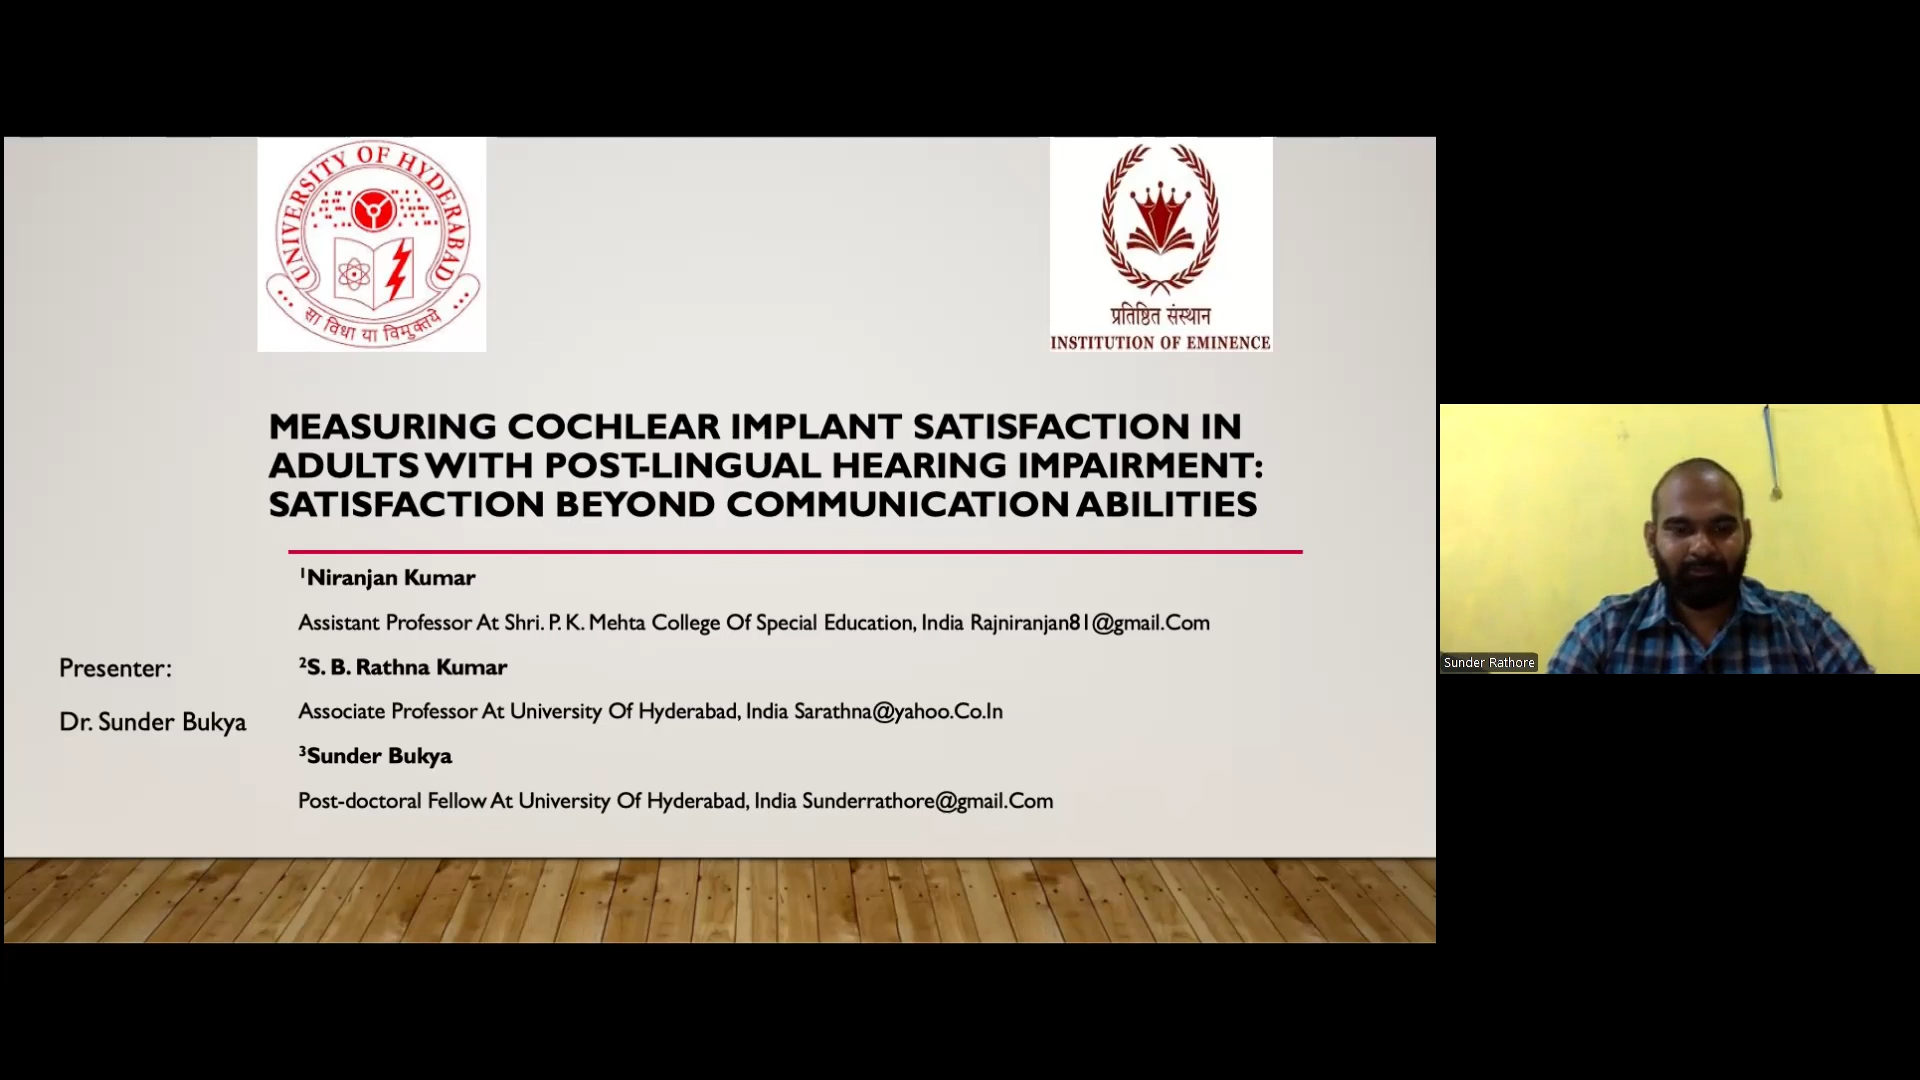 UNIVERSITY OF HYDERABAD
सा विधा या विमुक्तये
प्रतिष्ठित संस्थान
INSTITUTION OF EMINENCE
MEASURING COCHLEAR IMPLANT SATISFACTION IN
ADULTS WITH POST-LINGUAL HEARING IMPAIRMENT:
SATISFACTION BEYOND COMMUNICATION ABILITIES
¹Niranjan Kumar
Assistant Professor At Shri. P. K. Mehta College Of Special Education, India Rajniranjan81@gmail.Com
²S. B. Rathna Kumar
Associate Professor At University Of Hyderabad, India Sarathna@yahoo.Co.In
³Sunder Bukya
Post-doctoral Fellow At University Of Hyderabad, India Sunderrathore@gmail.Com
Presenter:
Dr. Sunder Bukya
Sunder Rathore